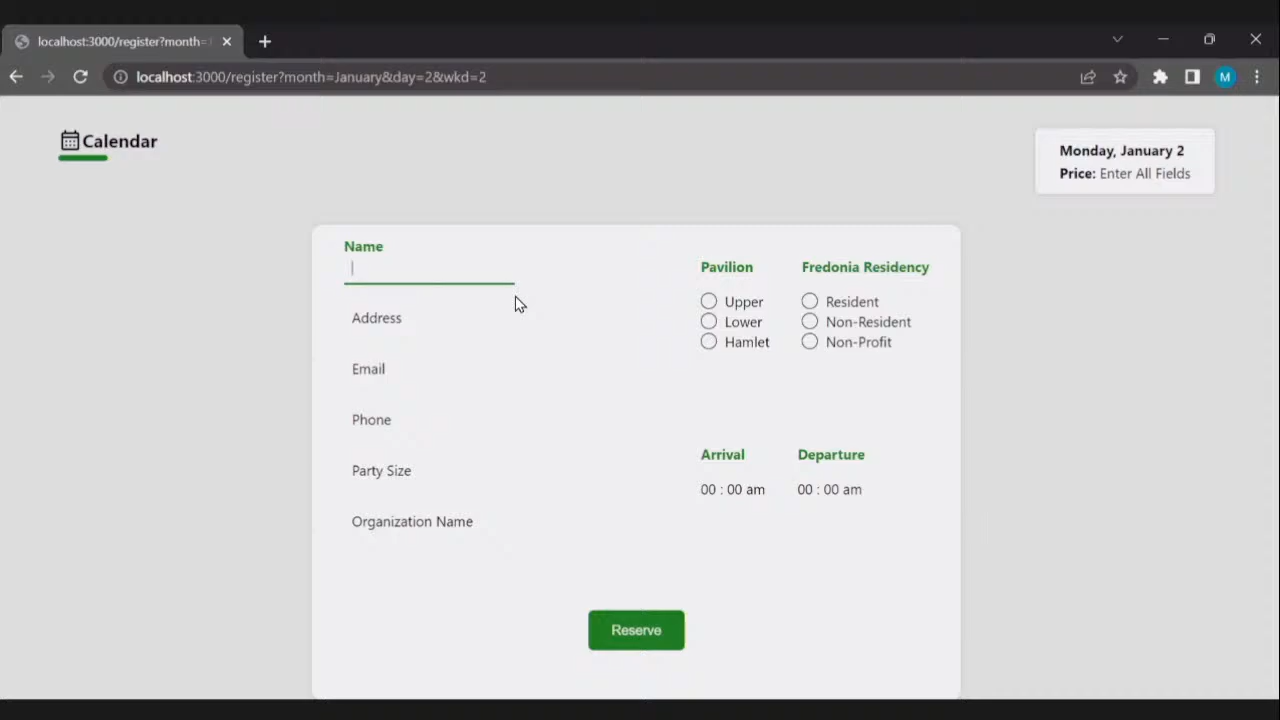 localhost:3000/register?month=
localhost:3000/register?month=January&day=2&wkd=2
M
Calendar
Monday, January 2
Price: Enter All Fields
Name
Address
Email
Phone
Party Size
Organization Name
Pavilion
Upper
Lower
Hamlet
Fredonia Residency
Resident
Non-Resident
Non-Profit
Arrival
00 : 00 am
Departure
00 : 00 am
Reserve